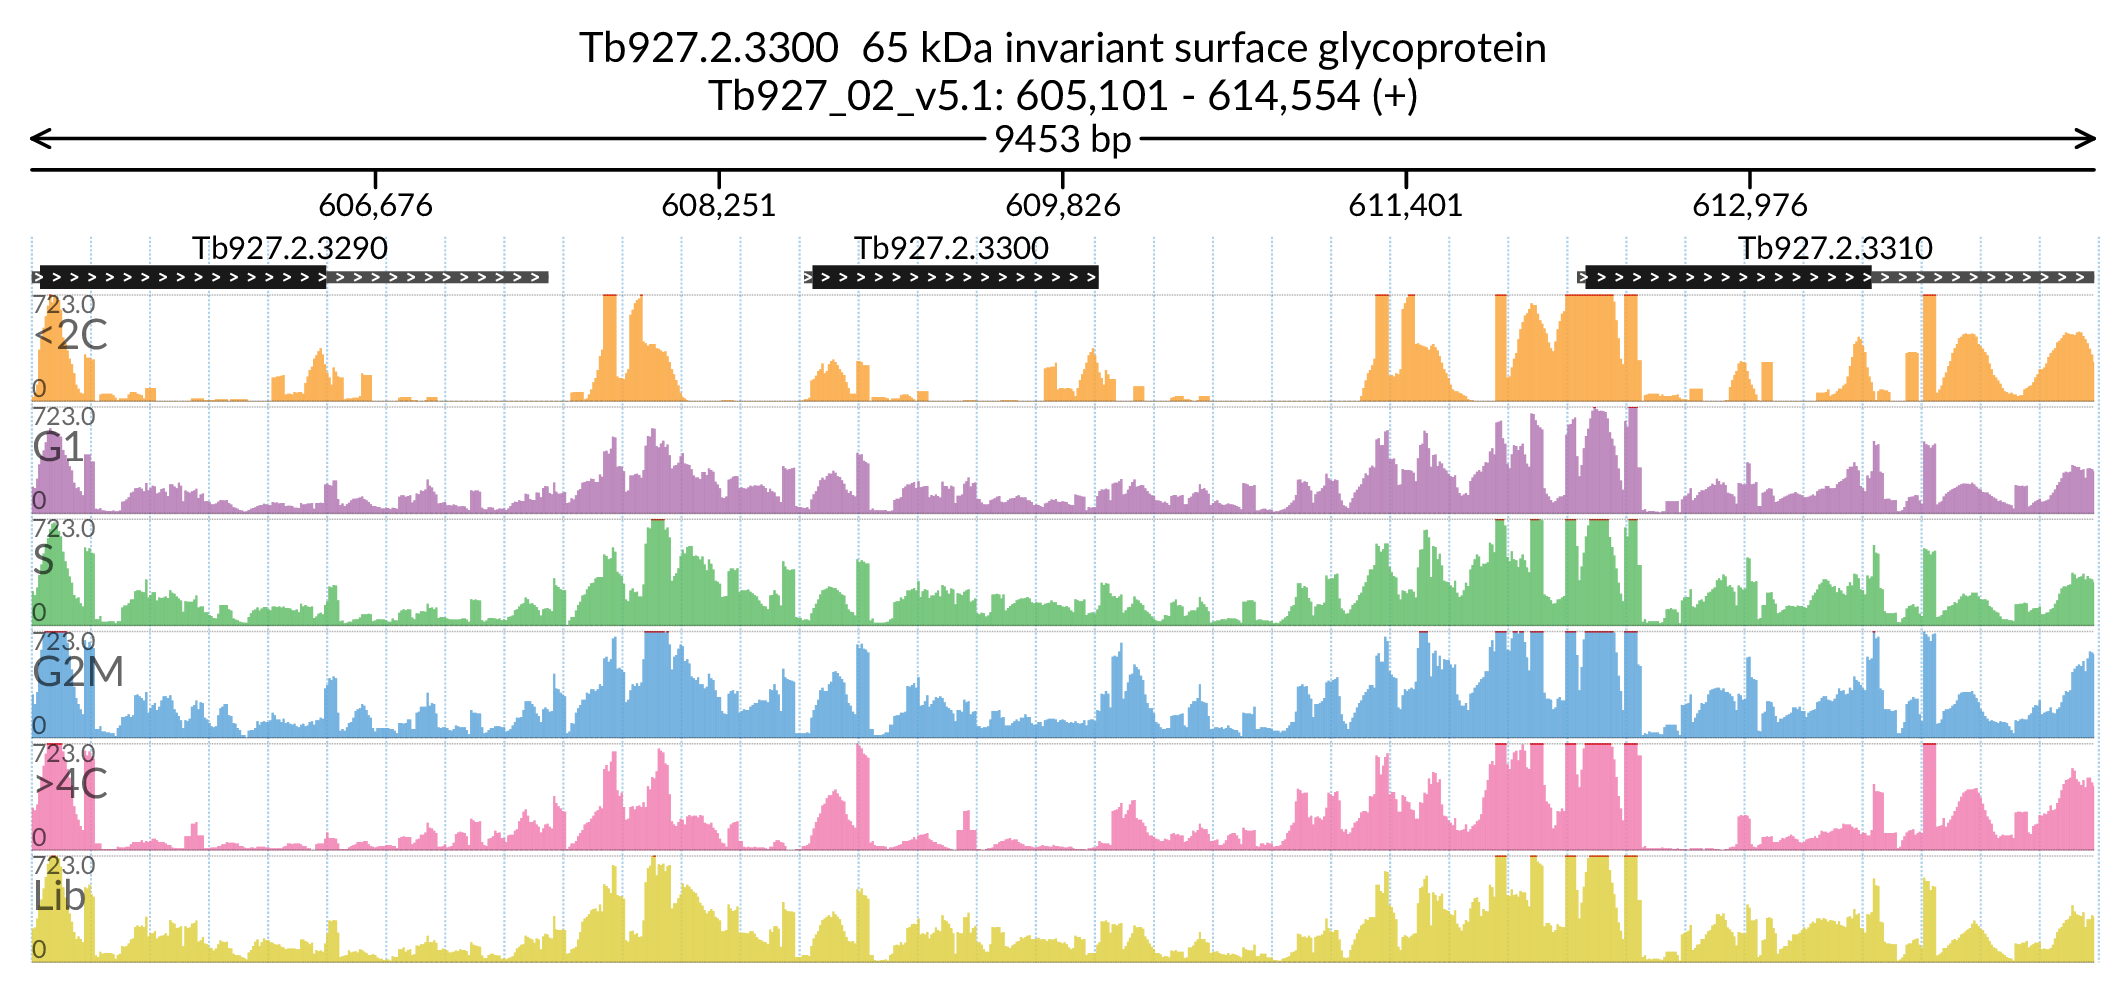 Tb927.2.3300  65 kDa invariant surface glycoprotein
Tb927_02_v5.1: 605,101 - 614,554 (+)
9453 bp
606,676 608,251 609,826 611,401 612,976
Tb927.2.3290 Tb927.2.3300 Tb927.2.3310
723.0
<2C
0
723.0
G1
0
723.0
S
0
723.0
G2M
0
723.0
>4C
0
723.0
Lib
0